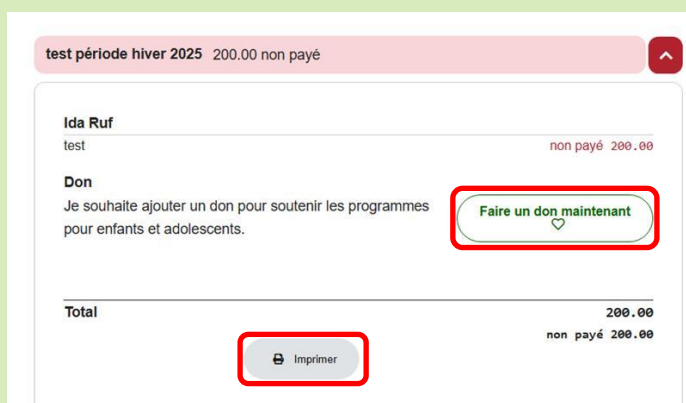 test période hiver 2025 200.00 non payé
Ida Ruf
test non payé 200.00
Don
Je souhaite ajouter un don pour soutenir les programmes
pour enfants et adolescents.
Faire un don maintenant
Total 200.00
non payé 200.00
Imprimer